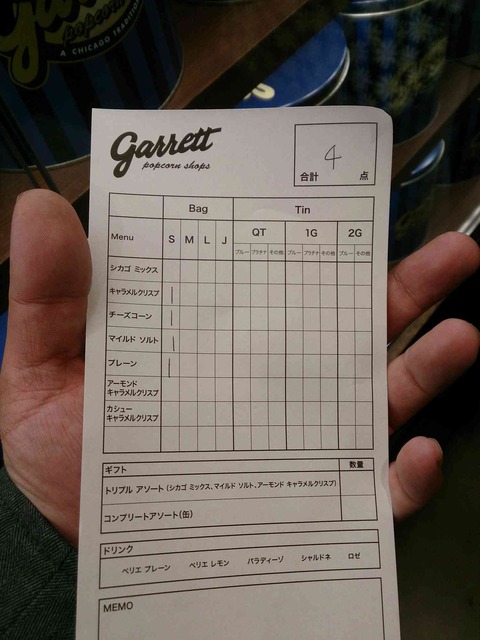 popcorn
A CHICAGO TRADITION
Garrett
popcorn shops
4
合計 点
Bag Tin
Menu S M L J QT 1G 2G
ブルー プラチナ その他 ブルー プラチナ その他 ブルー その他
シカゴ ミックス
キャラメルクリスプ |
チーズコーン |
マイルド ソルト |
プレーン |
アーモンド
キャラメルクリスプ
カシュー
キャラメルクリスプ
ギフト 数量
トリプル アソート (シカゴ ミックス、マイルド ソルト、アーモンド キャラメルクリスプ)
コンプリートアソート(缶)
ドリンク
ペリエ プレーン ペリエ レモン パラディーゾ シャルドネ ロゼ
MEMO